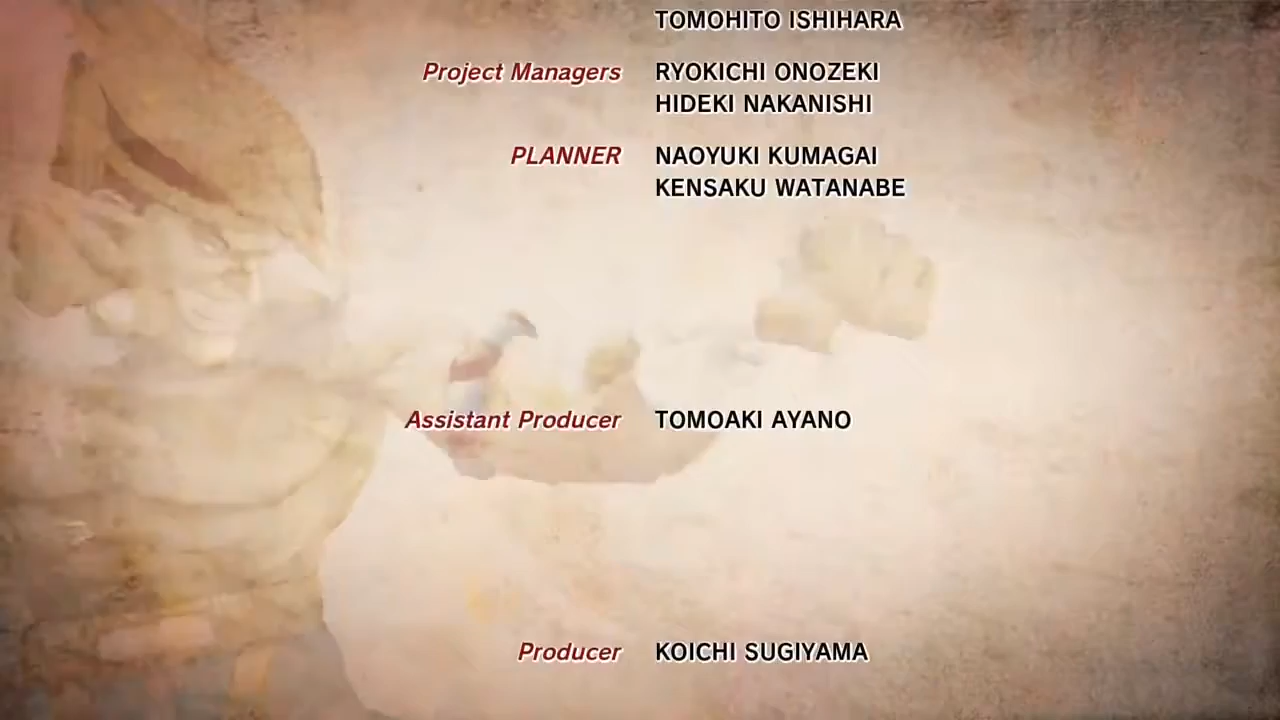 TOMOHITO ISHIHARA
Project Managers RYOKICHI ONOZEKI
HIDEKI NAKANISHI
PLANNER NAOYUKI KUMAGAI
KENSAKU WATANABE
Assistant Producer TOMOAKI AYANO
Producer KOICHI SUGIYAMA